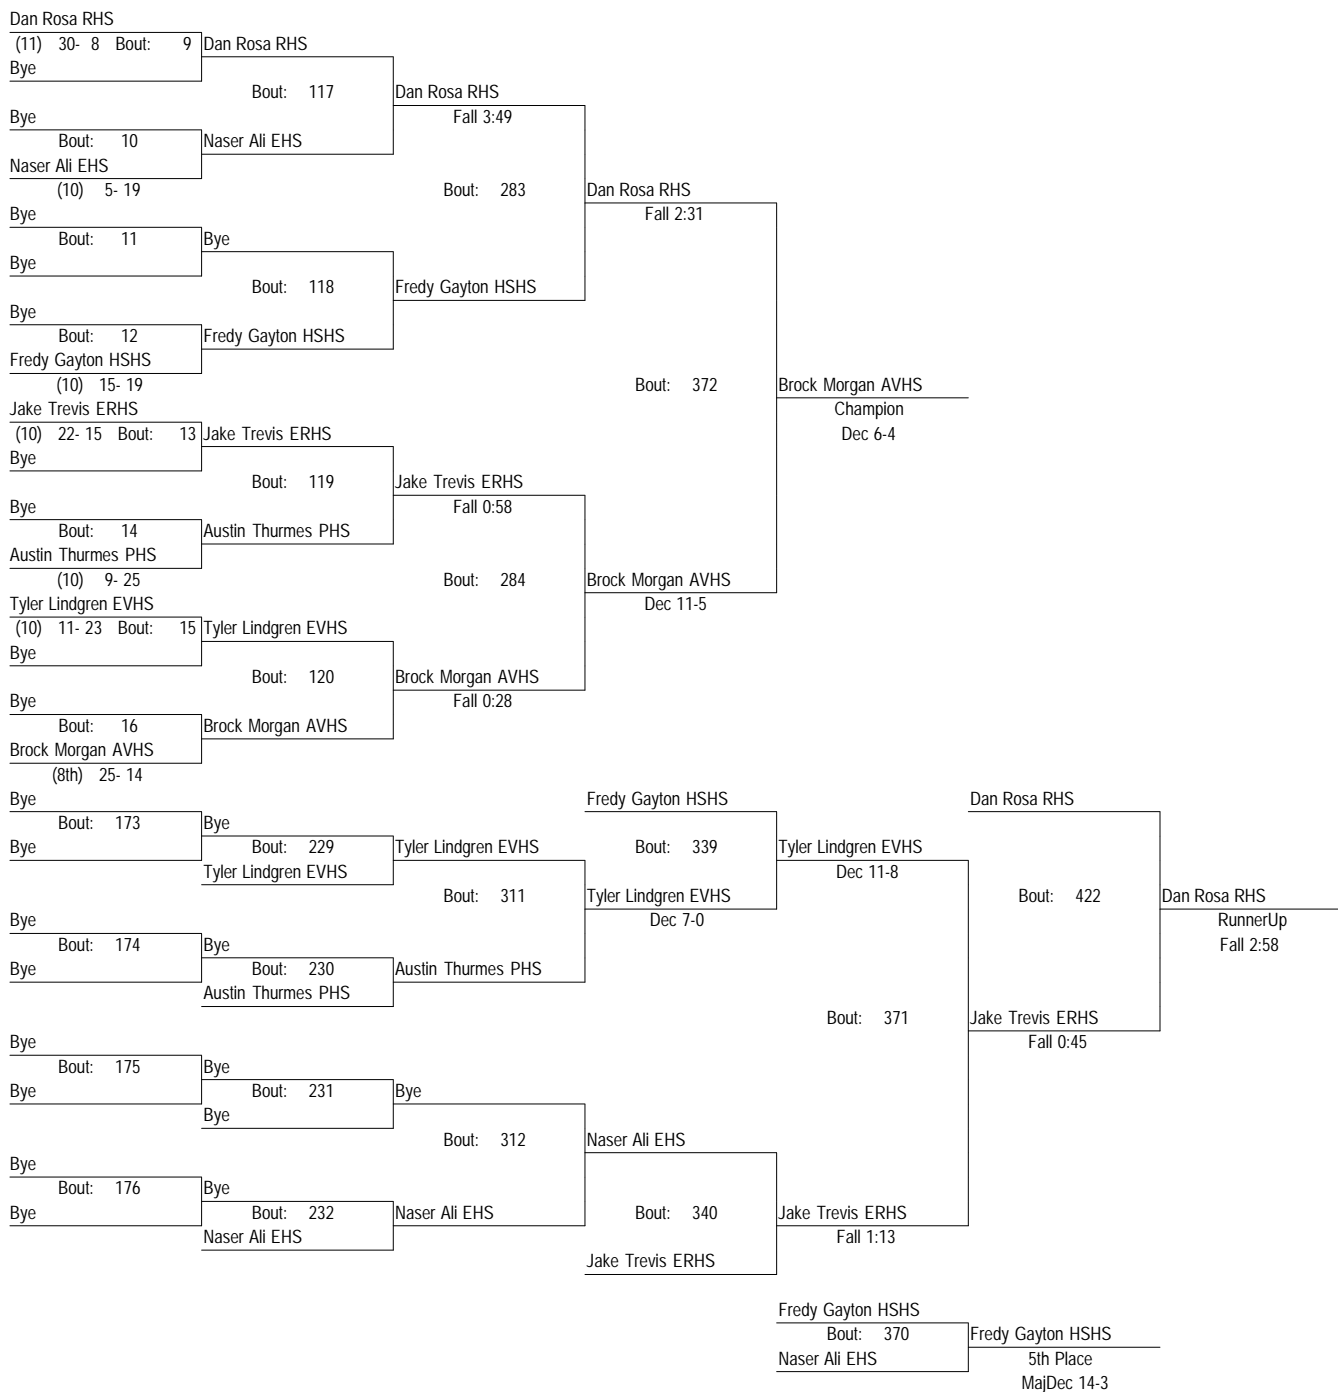 Dan Rosa RHS
(11) 30- 8 Bout: 9 Dan Rosa RHS
Bye
Bout: 117 Dan Rosa RHS
Bye Fall 3:49
Bout: 10 Naser Ali EHS
Naser Ali EHS
(10) 5- 19 Bout: 283 Dan Rosa RHS
Bye Fall 2:31
Bout: 11 Bye
Bye
Bout: 118 Fredy Gayton HSHS
Bye
Bout: 12 Fredy Gayton HSHS
Fredy Gayton HSHS
(10) 15- 19 Bout: 372 Brock Morgan AVHS
Jake Trevis ERHS Champion
(10) 22- 15 Bout: 13 Jake Trevis ERHS Dec 6-4
Bye
Bout: 119 Jake Trevis ERHS
Bye Fall 0:58
Bout: 14 Austin Thurmes PHS
Austin Thurmes PHS
(10) 9- 25 Bout: 284 Brock Morgan AVHS
Tyler Lindgren EVHS Dec 11-5
(10) 11- 23 Bout: 15 Tyler Lindgren EVHS
Bye
Bout: 120 Brock Morgan AVHS
Bye Fall 0:28
Bout: 16 Brock Morgan AVHS
Brock Morgan AVHS
(8th) 25- 14
Bye Fredy Gayton HSHS Dan Rosa RHS
Bout: 173 Bye
Bye Bout: 229 Tyler Lindgren EVHS Bout: 339 Tyler Lindgren EVHS
Tyler Lindgren EVHS Dec 11-8
Bout: 311 Tyler Lindgren EVHS Bout: 422 Dan Rosa RHS
Bye Dec 7-0 RunnerUp
Bout: 174 Bye Fall 2:58
Bye Bout: 230 Austin Thurmes PHS
Austin Thurmes PHS
Bout: 371 Jake Trevis ERHS
Bye Fall 0:45
Bout: 175 Bye
Bye Bout: 231 Bye
Bye
Bout: 312 Naser Ali EHS
Bye
Bout: 176 Bye
Bye Bout: 232 Naser Ali EHS Bout: 340 Jake Trevis ERHS
Naser Ali EHS Fall 1:13
Jake Trevis ERHS
Fredy Gayton HSHS
Bout: 370 Fredy Gayton HSHS
Naser Ali EHS 5th Place
MajDec 14-3